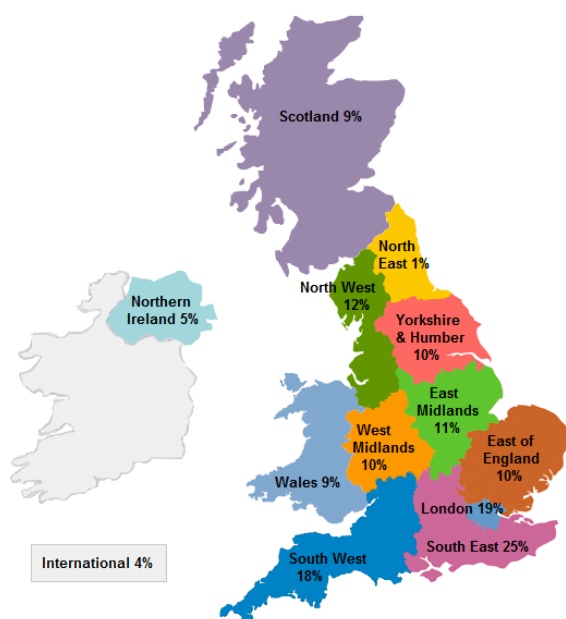 Scotland 9%
North
East 1%
Northern
Ireland 5%
North West
12%
Yorkshire
& Humber
10%
East
Midlands
11%
West
Midlands
10%
East of
England
10%
Wales 9%
London 19%
South East 25%
International 4%
South West
18%